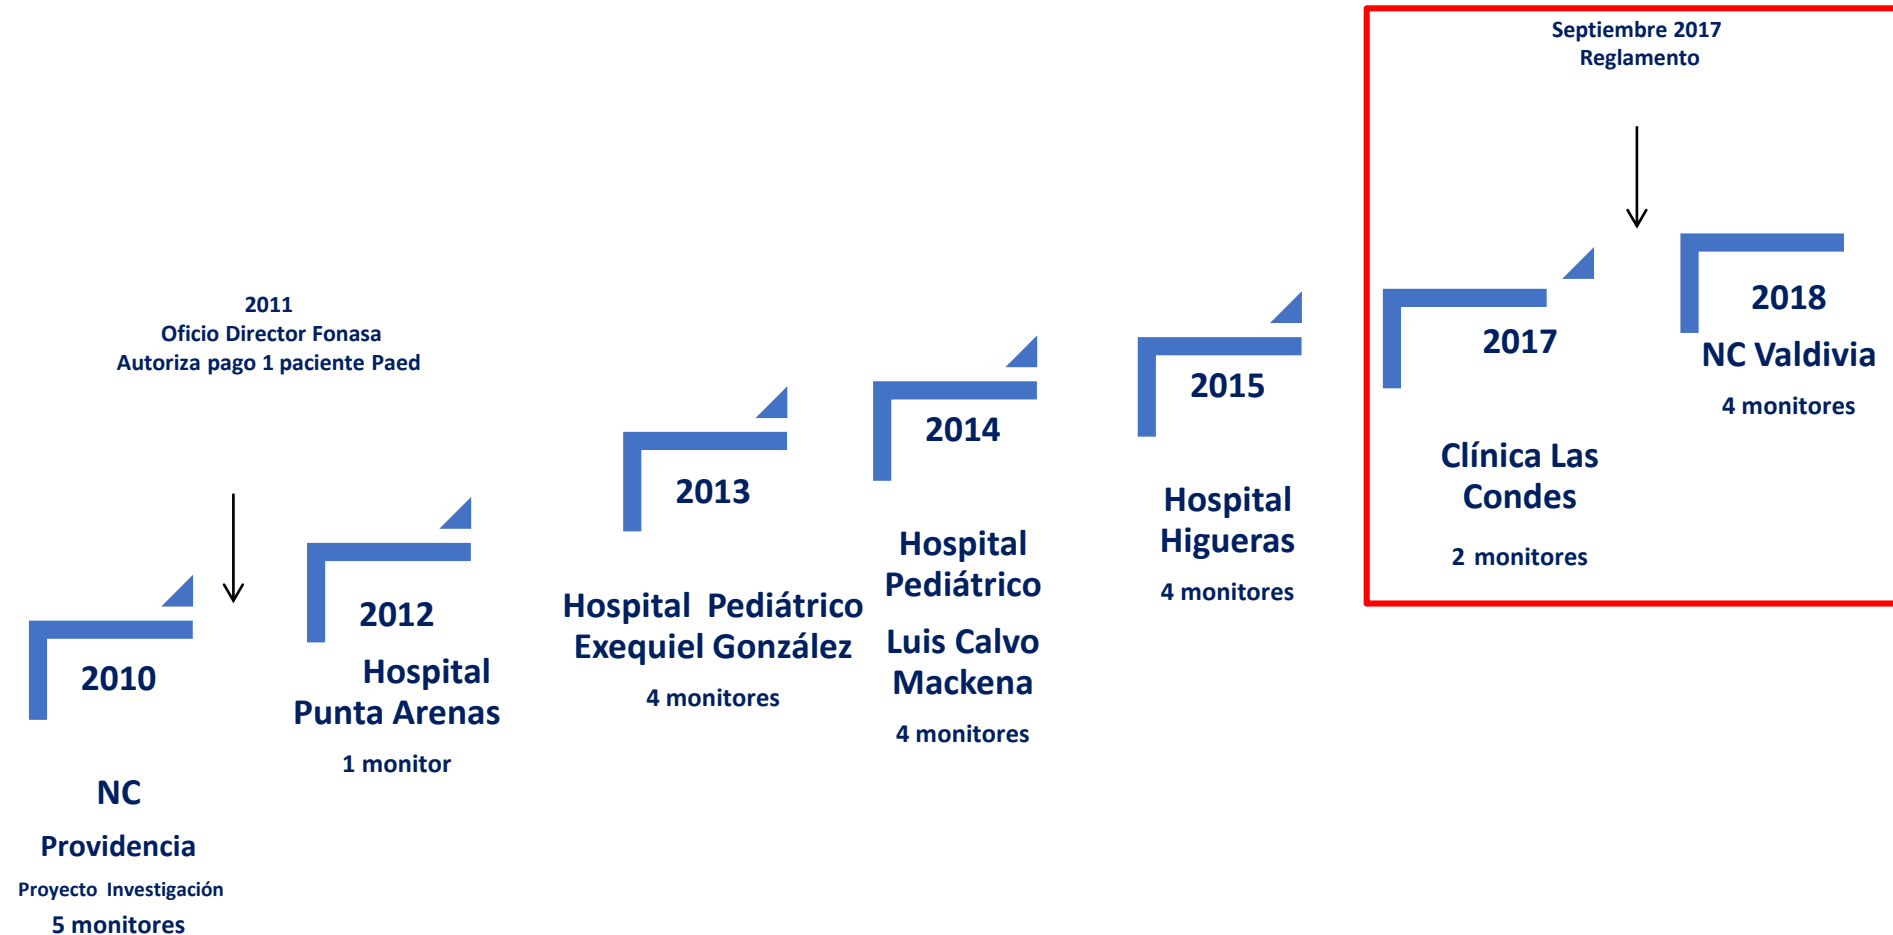 2010
NC
Providencia
Proyecto Investigación
5 monitores
2011
Oficio Director Fonasa
Autoriza pago 1 paciente Paed
2012
Hospital
Punta Arenas
1 monitor
2013
Hospital Pediátrico
Exequiel González
4 monitores
2014
Hospital
Pediátrico
Luis Calvo
Mackena
4 monitores
2015
Hospital
Higueras
4 monitores
2017
Clínica Las
Condes
2 monitores
Septiembre 2017
Reglamento
2018
NC Valdivia
4 monitores